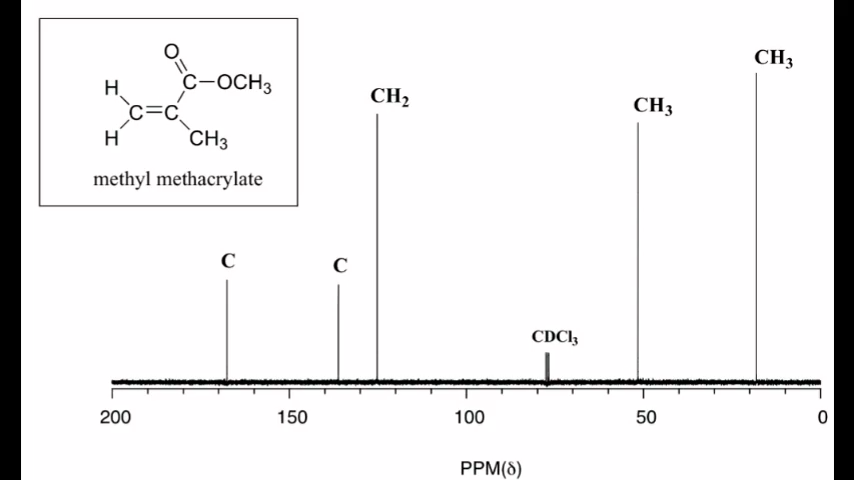 O
H
C–OCH3
C=C
H
CH3
methyl methacrylate
CH3
CH2
CH3
C
C
CDCl3
200
150
100
50
0
PPM(δ)